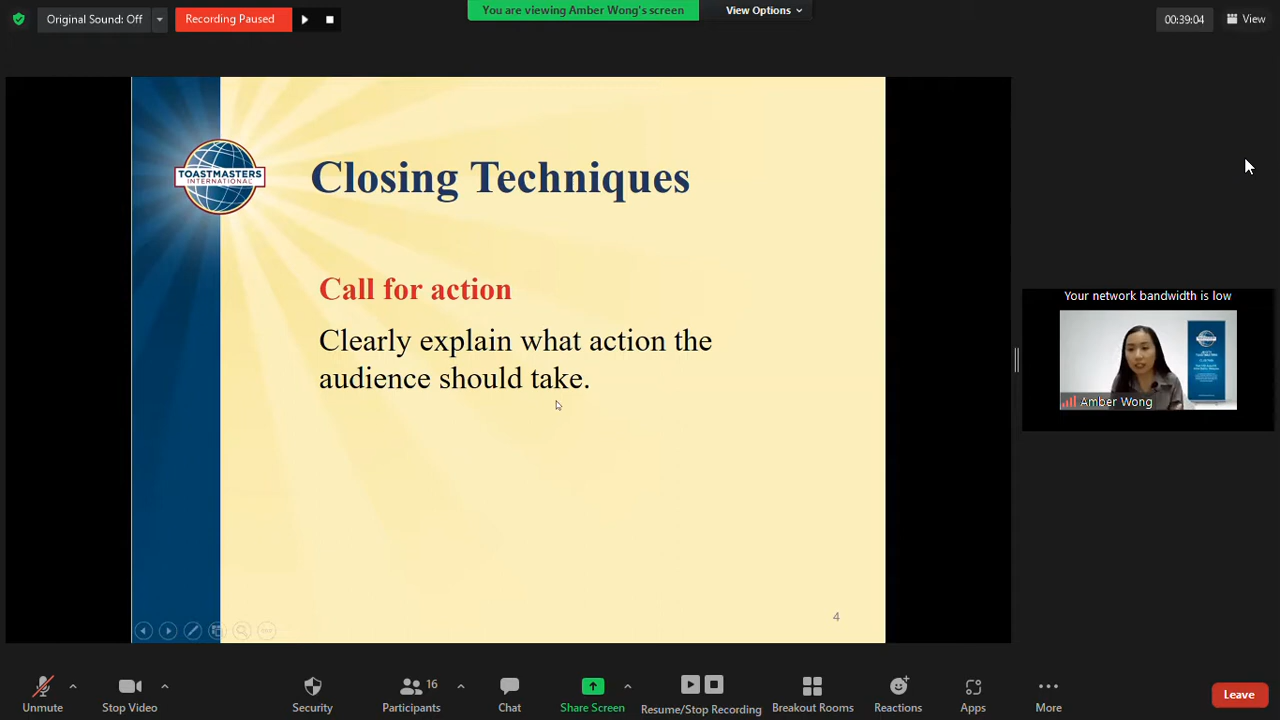 Original Sound: Off
Recording Paused
You are viewing Amber Wong's screen
View Options
00:39:04
View
TOASTMASTERS
INTERNATIONAL
Closing Techniques
Call for action
Clearly explain what action the
audience should take.
4
Your network bandwidth is low
Amber Wong
Unmute
Stop Video
Security
16
Participants
Chat
Share Screen
Resume/Stop Recording
Breakout Rooms
Reactions
Apps
More
Leave